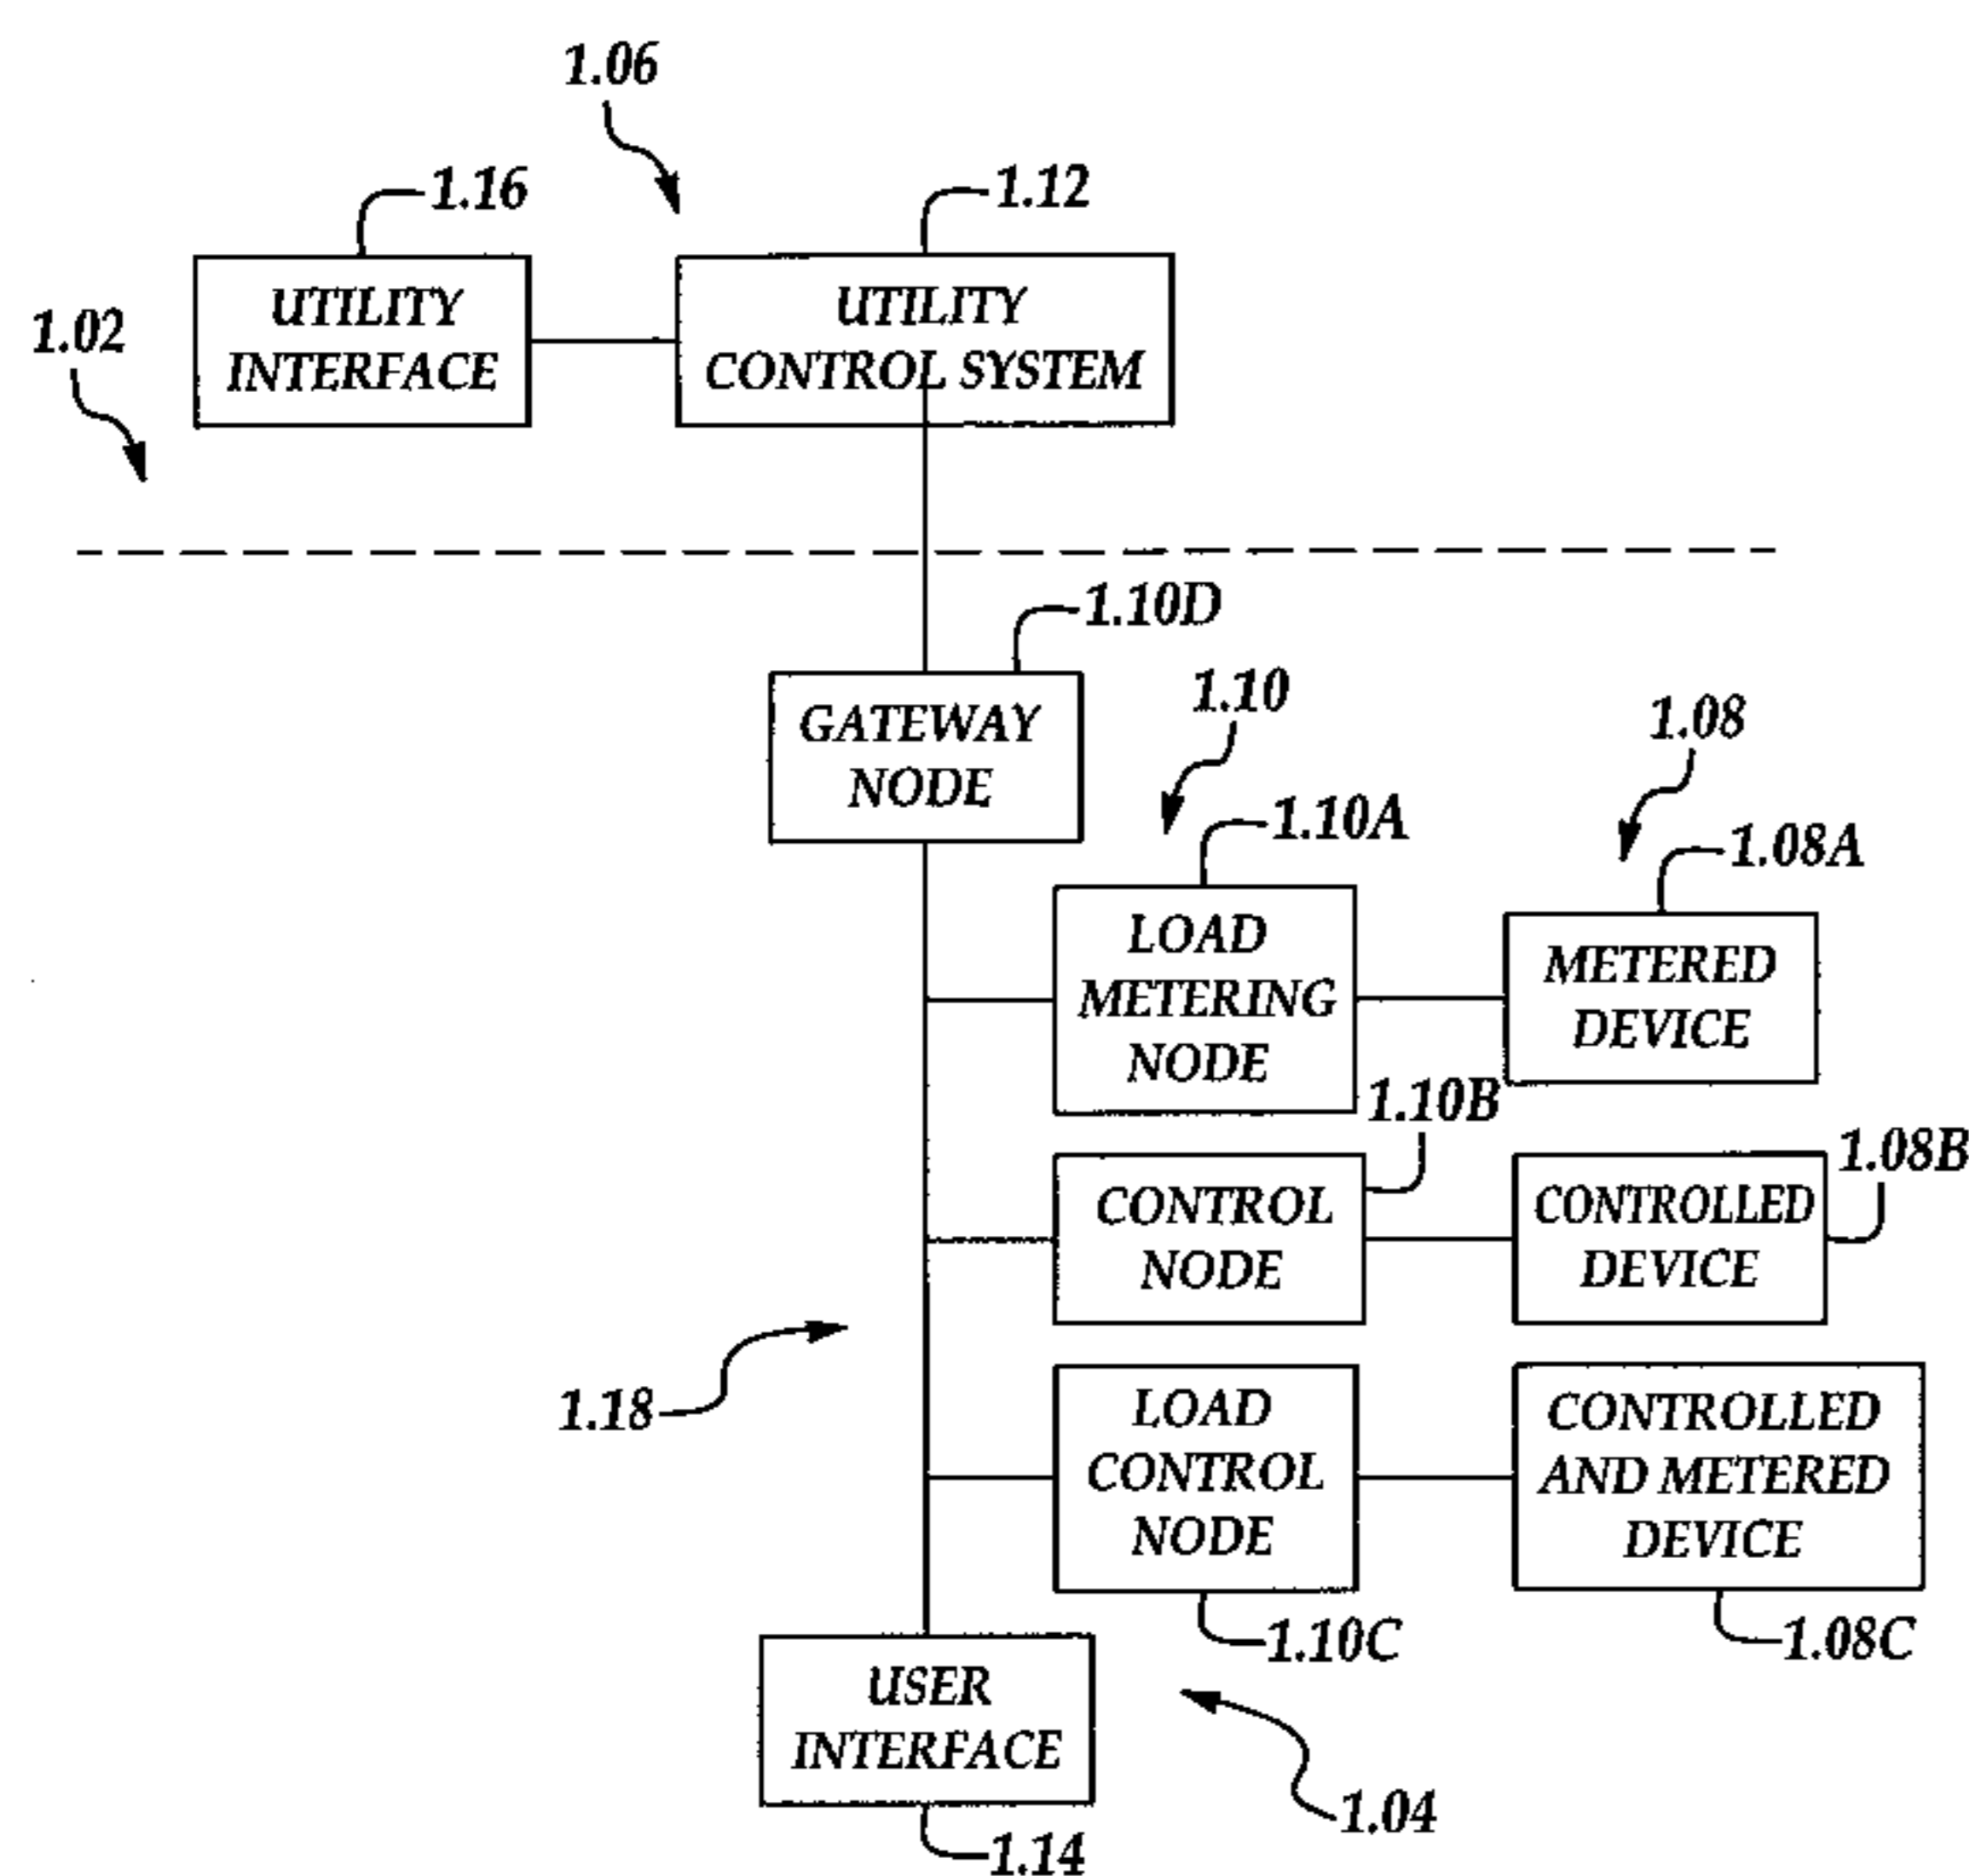 1.06
1.16
1.12
UTILITY
INTERFACE
UTILITY
CONTROL SYSTEM
1.02
1.10D
GATEWAY
NODE
1.10
1.08
1.10A
1.08A
LOAD
METERING
NODE
METERED
DEVICE
1.10B
1.08B
CONTROL
NODE
CONTROLLED
DEVICE
1.18
LOAD
CONTROL
NODE
CONTROLLED
AND METERED
DEVICE
1.10C
1.08C
USER
INTERFACE
1.04
1.14